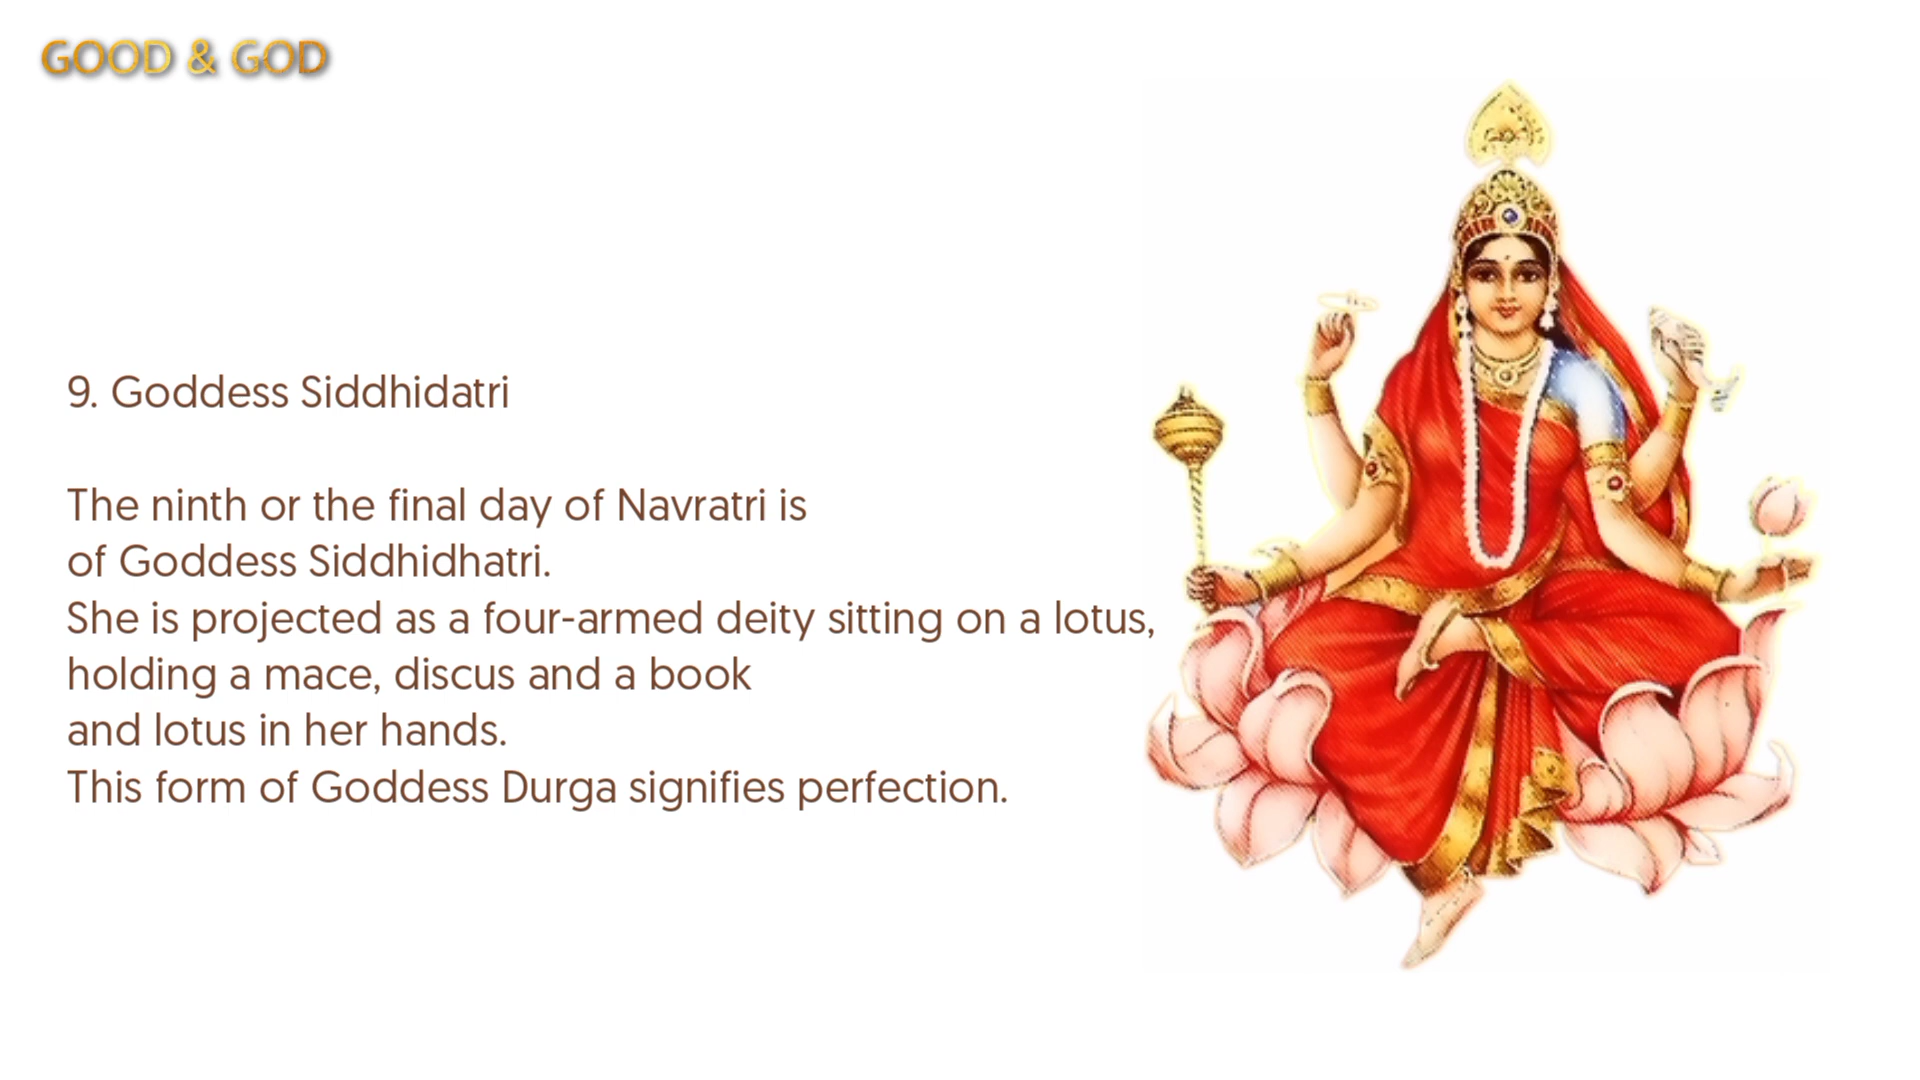 GOOD & GOD
9. Goddess Siddhidatri
The ninth or the final day of Navratri is
of Goddess Siddhidhatri.
She is projected as a four-armed deity sitting on a lotus,
holding a mace, discus and a book
and lotus in her hands.
This form of Goddess Durga signifies perfection.